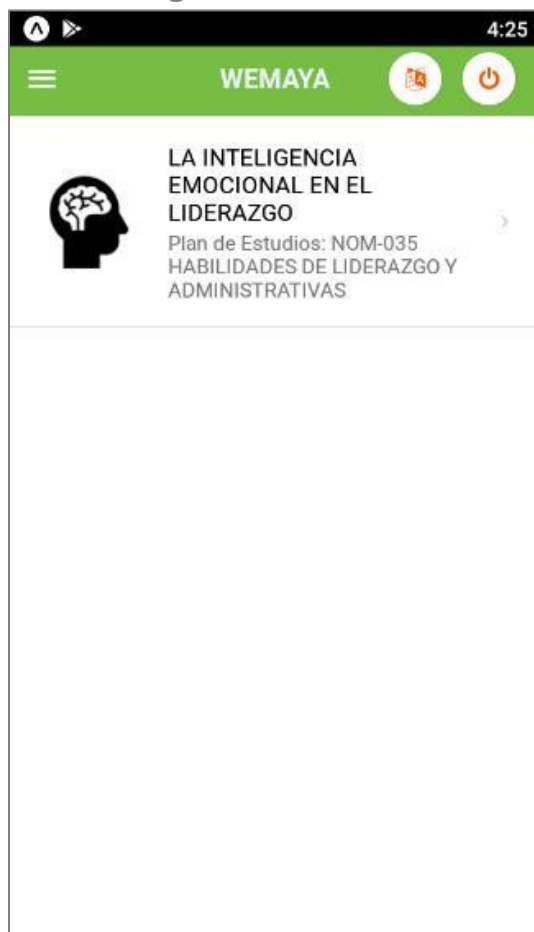 4:25
WEMAYA
LA INTELIGENCIA
EMOCIONAL EN EL
LIDERAZGO
Plan de Estudios: NOM-035
HABILIDADES DE LIDERAZGO Y
ADMINISTRATIVAS